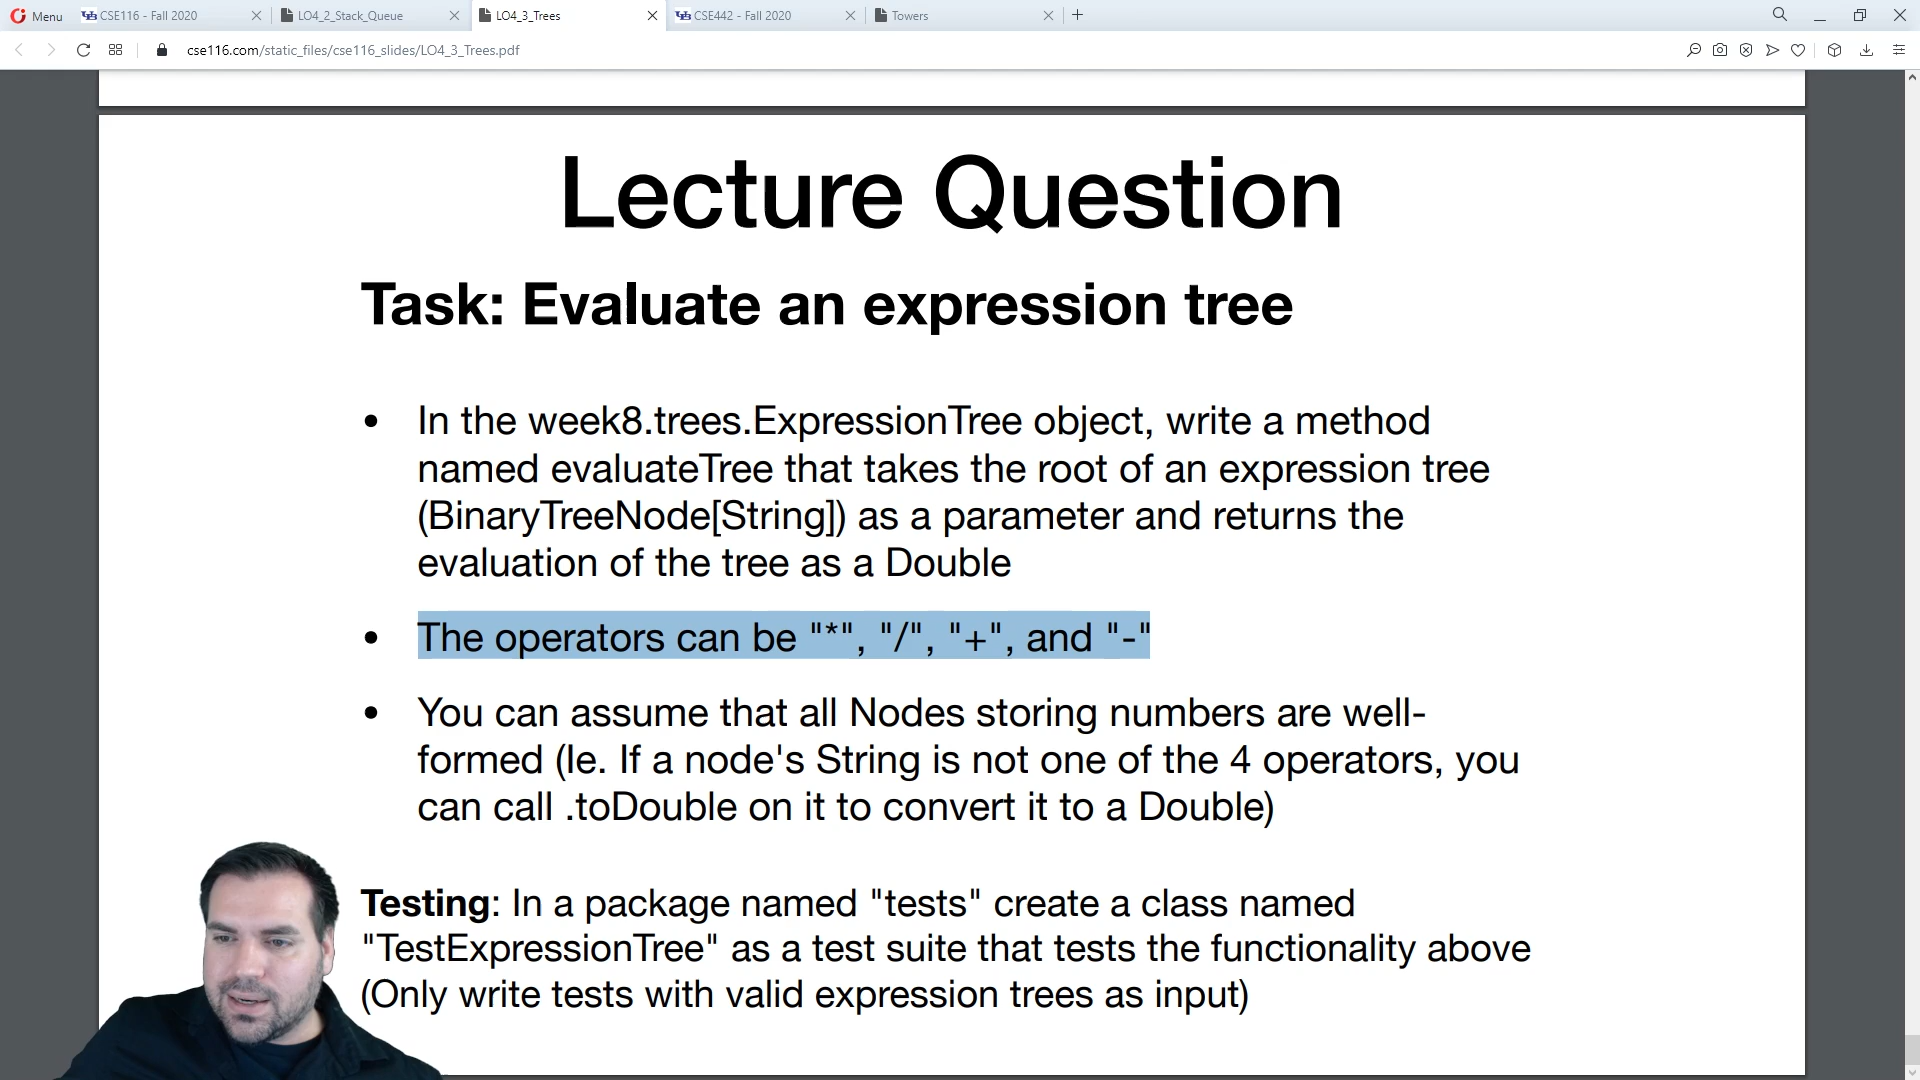 Menu
CSE116 - Fall 2020
LO4_2_Stack_Queue
LO4_3_Trees
CSE442 - Fall 2020
Towers
cse116.com/static_files/cse116_slides/LO4_3_Trees.pdf
Lecture Question
Task: Evaluate an expression tree
• In the week8.trees.ExpressionTree object, write a method
named evaluateTree that takes the root of an expression tree
(BinaryTreeNode[String]) as a parameter and returns the
evaluation of the tree as a Double
• The operators can be "*", "/", "+", and "-"
• You can assume that all Nodes storing numbers are well-
formed (Ie. If a node's String is not one of the 4 operators, you
can call .toDouble on it to convert it to a Double)
Testing: In a package named "tests" create a class named
"TestExpressionTree" as a test suite that tests the functionality above
(Only write tests with valid expression trees as input)